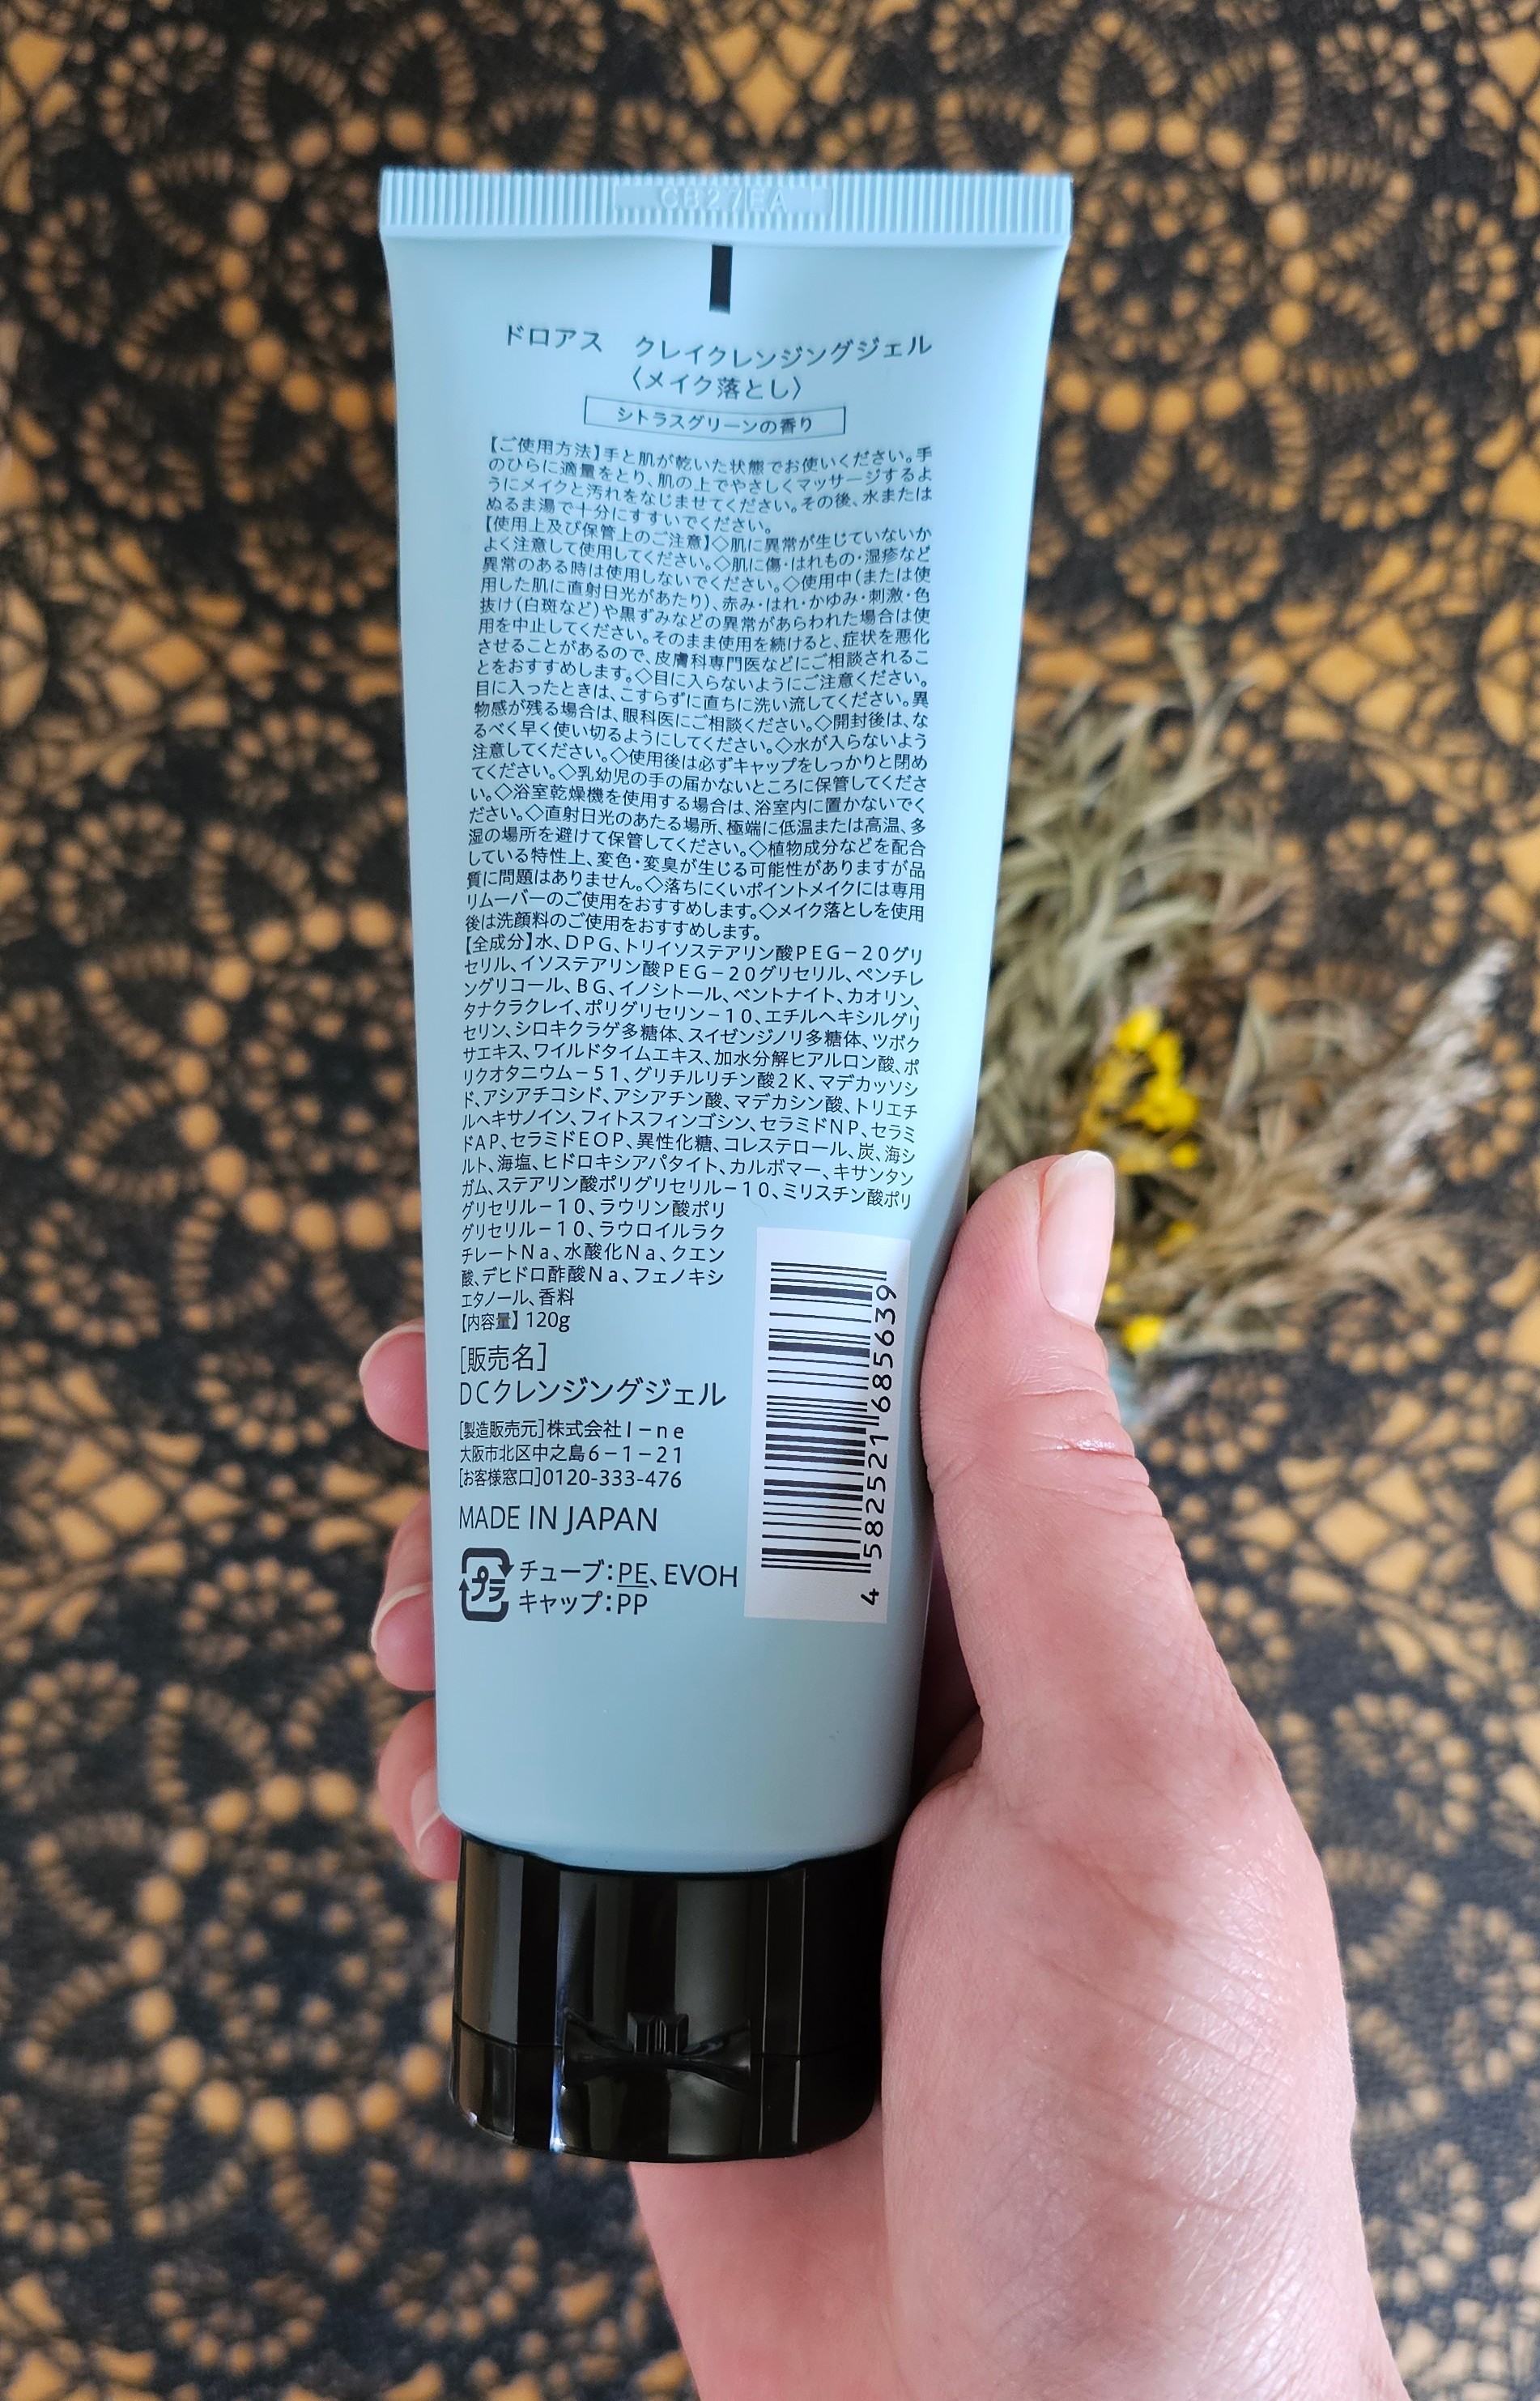 CB27EA
ドロアス クレイクレンジングジェル
〈メイク落とし〉
シトラスグリーンの香り
【ご使用方法】手と肌が乾いた状態でお使いください。手
のひらに適量をとり、肌の上でやさしくマッサージするよ
うにメイクと汚れをなじませてください。その後、水または
ぬるま湯で十分にすすいでください。
【使用上及び保管上のご注意】◇肌に異常が生じていないか
よく注意して使用してください。◇肌に傷・はれもの・湿疹など
異常のある時は使用しないでください。◇使用中(または使
用した肌に直射日光があたり)、赤み・はれ・かゆみ・刺激・色
抜け(白斑など)や黒ずみなどの異常があらわれた場合は使
用を中止してください。そのまま使用を続けると、症状を悪化
させることがあるので、皮膚科専門医などにご相談されるこ
とをおすすめします。◇目に入らないようにご注意ください。
目に入ったときは、こすらずに直ちに洗い流してください。異
物感が残る場合は、眼科医にご相談ください。◇開封後は、な
るべく早く使い切るようにしてください。◇水が入らないよう
注意してください。◇使用後は必ずキャップをしっかりと閉め
てください。◇乳幼児の手の届かないところに保管してくださ
い。◇浴室乾燥機を使用する場合は、浴室内に置かないでく
ださい。◇直射日光のあたる場所、極端に低温または高温、多
湿の場所を避けて保管してください。◇植物成分などを配合
している特性上、変色・変臭が生じる可能性がありますが品
質に問題はありません。◇落ちにくいポイントメイクには専用
リムーバーのご使用をおすすめします。◇メイク落としを使用
後は洗顔料のご使用をおすすめします。
【全成分】水、DPG、トリイソステアリン酸PEG-20グリ
セリル、イソステアリン酸PEG-20グリセリル、ペンチレ
ングリコール、BG、イノシトール、ベントナイト、カオリン、
タナクラクレイ、ポリグリセリン-10、エチルヘキシルグリ
セリン、シロキクラゲ多糖体、スイゼンジノリ多糖体、ツボク
サエキス、ワイルドタイムエキス、加水分解ヒアルロン酸、ポ
リクオタニウム-51、グリチルリチン酸2K、マデカッソシ
ド、アシアチコシド、アシアチン酸、マデカシン酸、トリエチ
ルヘキサノイン、フィトスフィンゴシン、セラミドNP、セラミ
ドAP、セラミドEOP、異性化糖、コレステロール、炭、海シ
ルト、海塩、ヒドロキシアパタイト、カルボマー、キサンタン
ガム、ステアリン酸ポリグリセリル-10、ミリスチン酸ポリ
グリセリル-10、ラウリン酸ポリ
グリセリル-10、ラウロイルラク
チレートNa、水酸化Na、クエン
酸、デヒドロ酢酸Na、フェノキシ
エタノール、香料
【内容量】120g
[販売名]
DCクレンジングジェル
[製造販売元]株式会社I-ne
大阪市北区中之島6-1-21
[お客様窓口]0120-333-476
MADE IN JAPAN
プラ チューブ:PE、EVOH
キャップ:PP
4 582521 685639